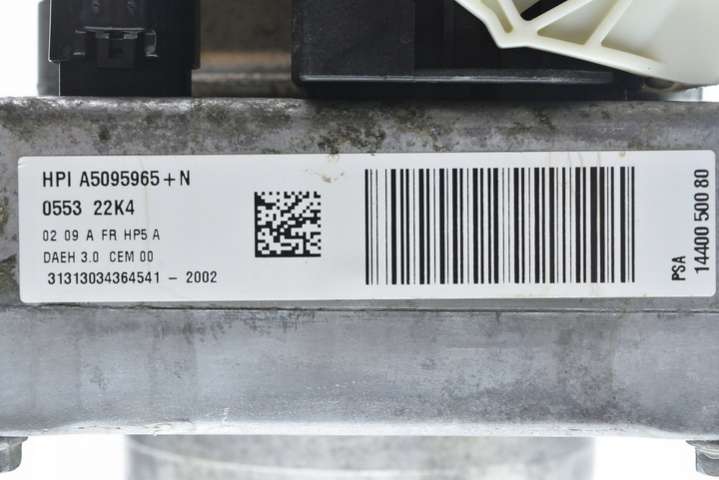 HPI A5095965+N
0553 22K4
02 09 A FR HP5 A
DAEH 3.0 CEM 00
31313034364541 - 2002
PSA
14400 500 80